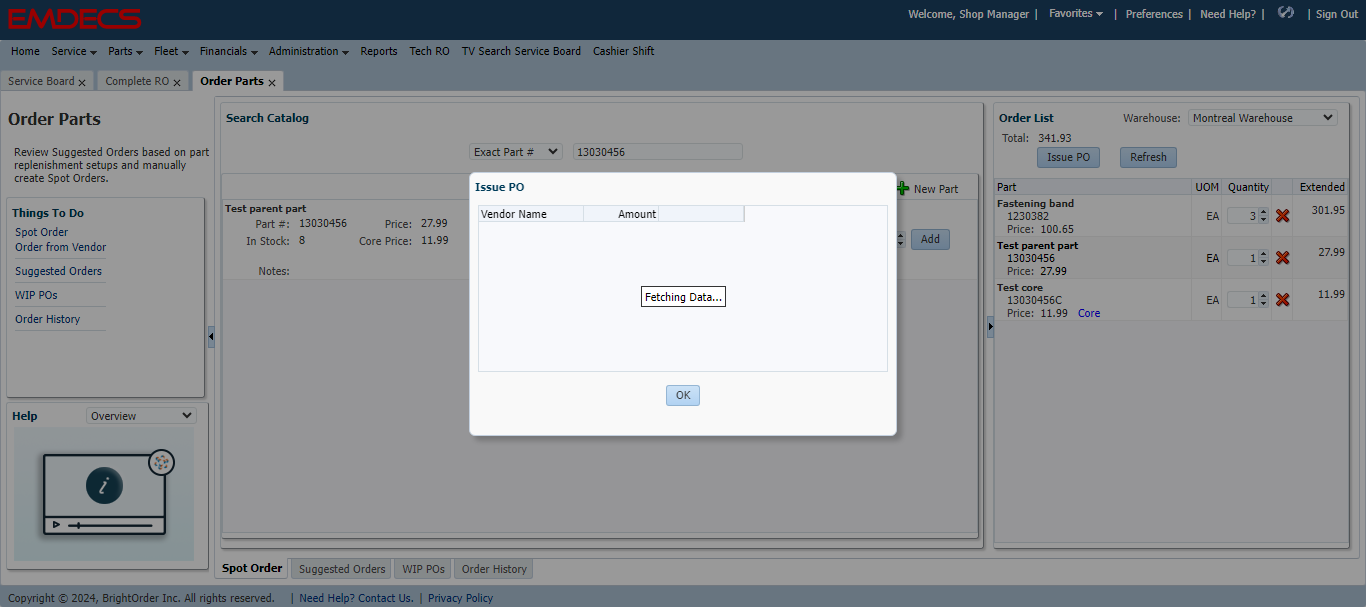 EMDECS
Welcome, Shop Manager | Favorites | Preferences | Need Help? | | Sign Out
Home Service Parts Fleet Financials Administration Reports Tech RO TV Search Service Board Cashier Shift
Service Board x Complete RO x Order Parts x
Order Parts
Review Suggested Orders based on part
replenishment setups and manually
create Spot Orders.
Things To Do
Spot Order
Order from Vendor
Suggested Orders
WIP POs
Order History
Help Overview
i
Search Catalog
Exact Part # 13030456
New Part
Test parent part
Part #: 13030456 Price: 27.99
In Stock: 8 Core Price: 11.99
Add
Notes:
Issue PO
Vendor Name Amount
Fetching Data...
OK
Order List Warehouse: Montreal Warehouse
Total: 341.93
Issue PO Refresh
Part UOM Quantity Extended
Fastening band
1230382 EA 3 301.95
Price: 100.65
Test parent part
13030456 EA 1 27.99
Price: 27.99
Test core
13030456C EA 1 11.99
Price: 11.99 Core
Spot Order Suggested Orders WIP POs Order History
Copyright © 2024, BrightOrder Inc. All rights reserved. | Need Help? Contact Us. | Privacy Policy